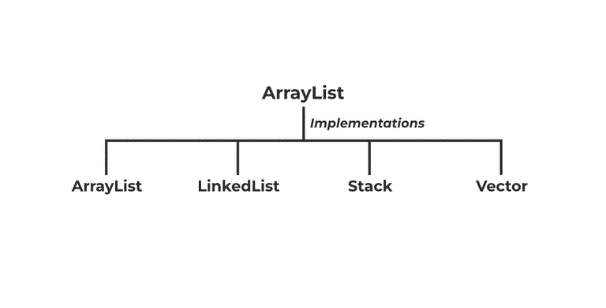 ArrayList
Implementations
ArrayList LinkedList Stack Vector